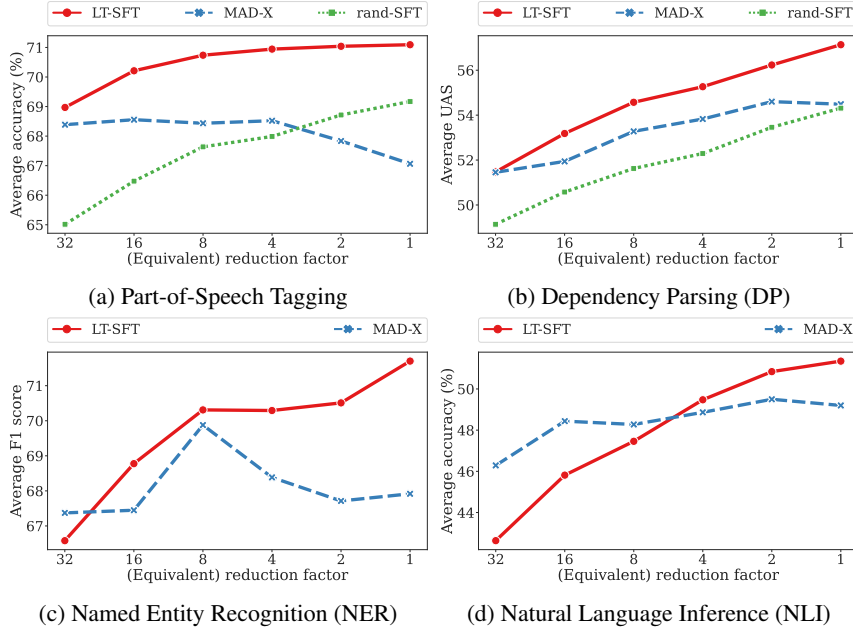 LT-SFT MAD-X rand-SFT
Average accuracy (%)
71
70
69
68
67
66
65
32 16 8 4 2 1
(Equivalent) reduction factor
(a) Part-of-Speech Tagging
LT-SFT MAD-X rand-SFT
Average UAS
56
54
52
50
32 16 8 4 2 1
(Equivalent) reduction factor
(b) Dependency Parsing (DP)
LT-SFT MAD-X
Average F1 score
71
70
69
68
67
32 16 8 4 2 1
(Equivalent) reduction factor
(c) Named Entity Recognition (NER)
LT-SFT MAD-X
Average accuracy (%)
50
48
46
44
32 16 8 4 2 1
(Equivalent) reduction factor
(d) Natural Language Inference (NLI)